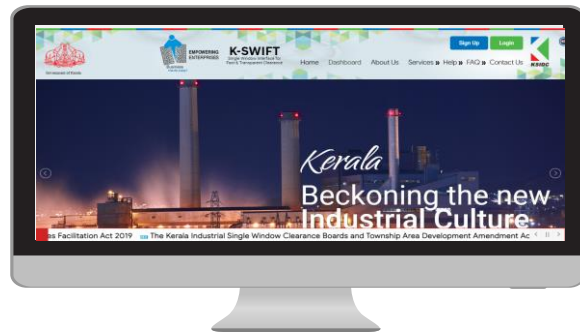 Sign Up
Login
EMPOWERING
ENTERPRISES
K-SWIFT
Single Window Interface for
Fast & Transparent Clearance
Home Dashboard About Us Services » Help » FAQ » Contact Us
KSIDC
Kerala
Beckoning the new
Industrial Culture
es Facilitation Act 2019 The Kerala Industrial Single Window Clearance Boards and Township Area Development Amendment Ac